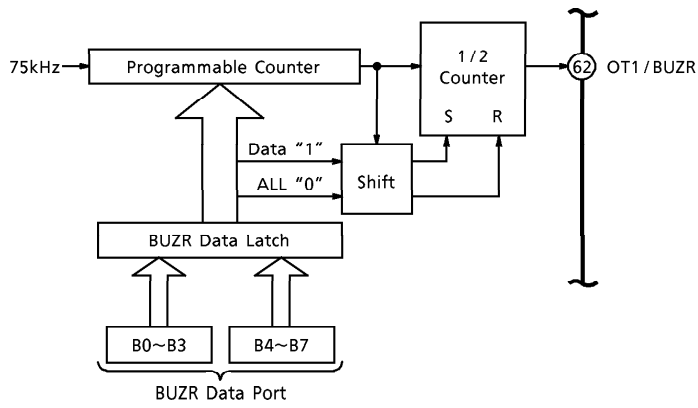 75kHz
Programmable Counter
1/2
Counter
S R
62
OT1/BUZR
Data “1”
ALL “0”
Shift
BUZR Data Latch
B0~B3
B4~B7
BUZR Data Port